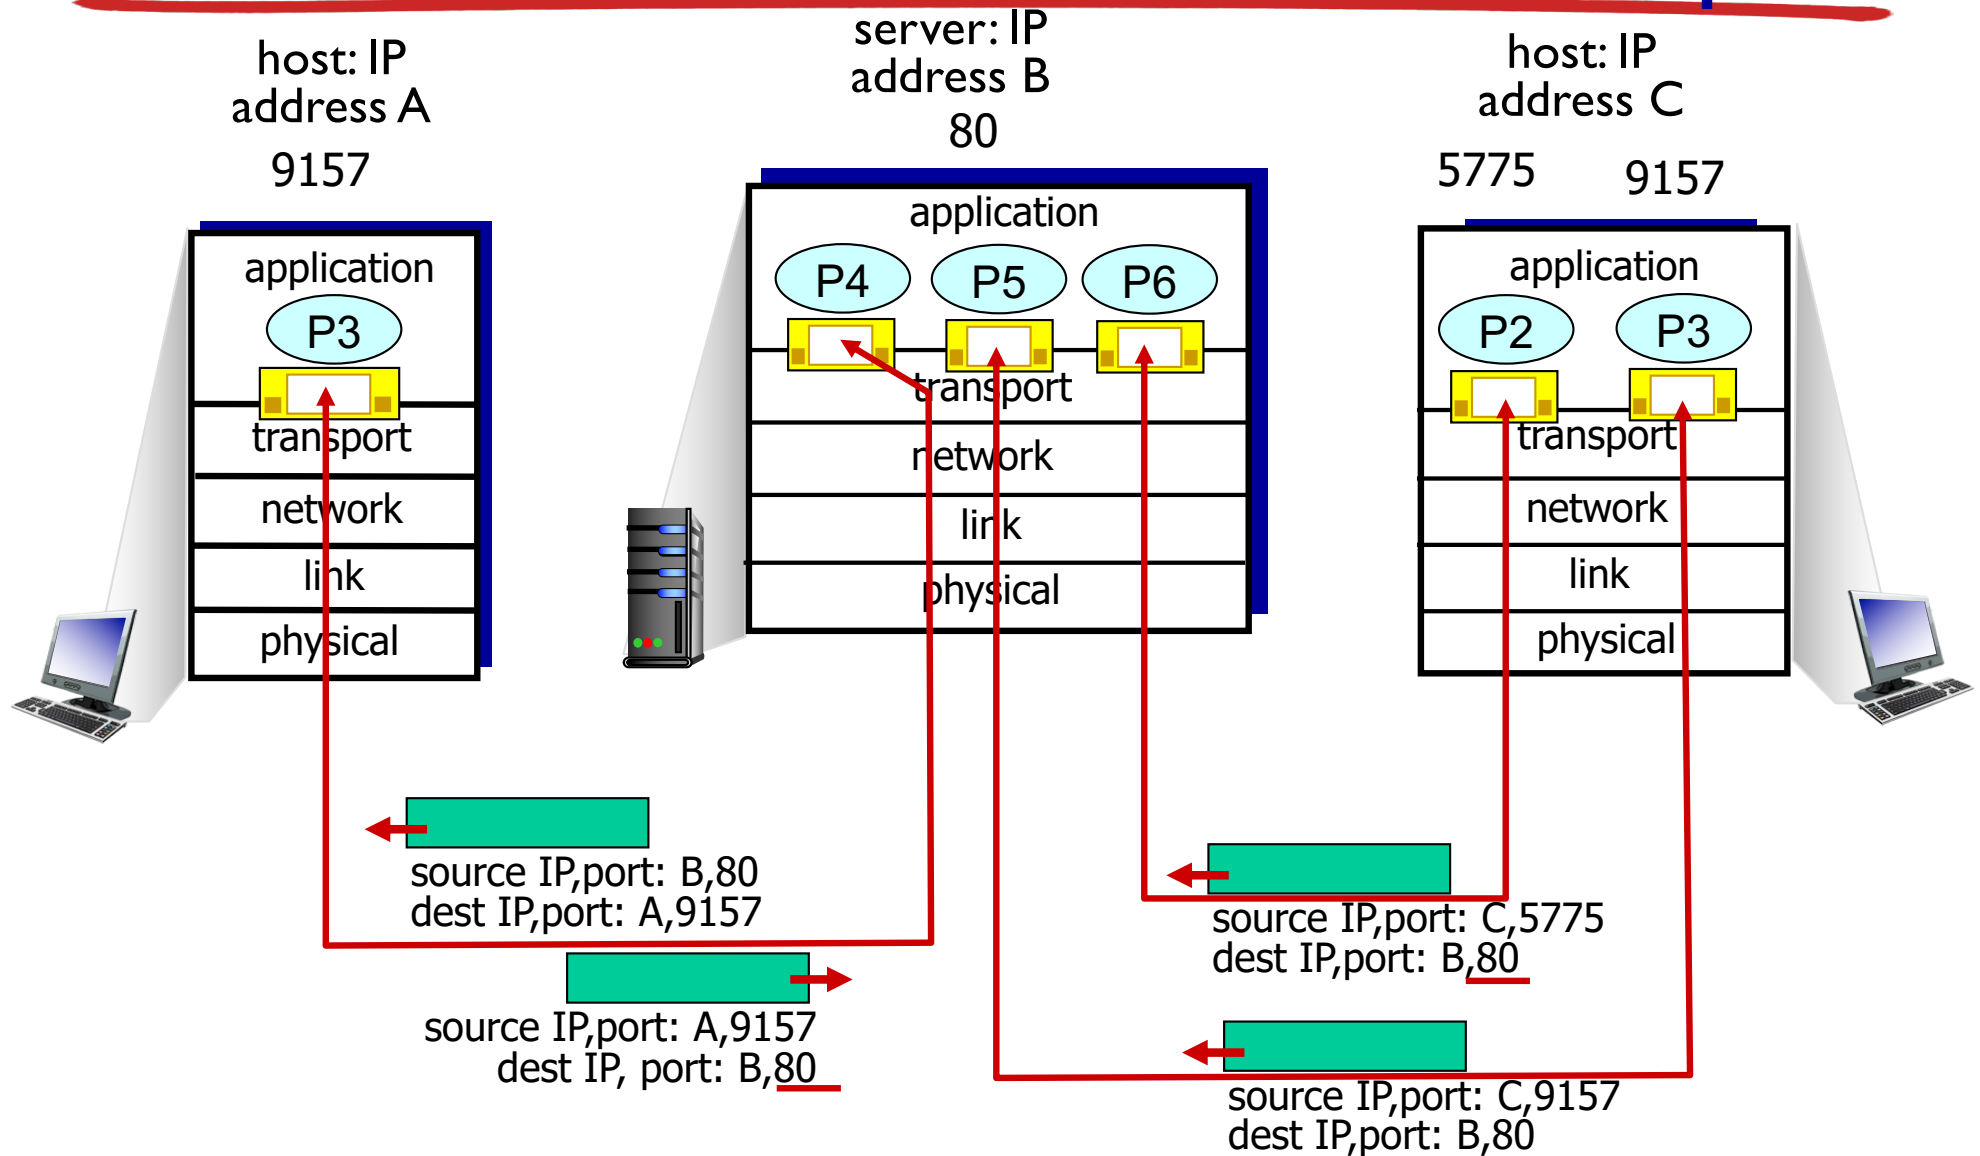 host: IP
address A
9157
server: IP
address B
80
host: IP
address C
5775
9157
application
P3
transport
network
link
physical
application
P4
P5
P6
transport
network
link
physical
application
P2
P3
transport
network
link
physical
source IP,port: B,80
dest IP,port: A,9157
source IP,port: A,9157
dest IP, port: B,80
source IP,port: C,5775
dest IP,port: B,80
source IP,port: C,9157
dest IP,port: B,80